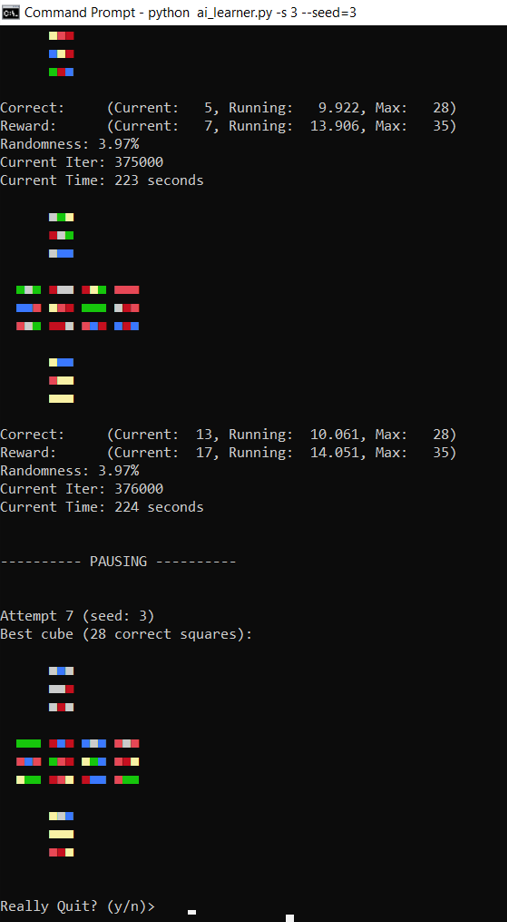 Command Prompt - python  ai_learner.py -s 3 --seed=3
Correct:     (Current:   5, Running:   9.922, Max:   28)
Reward:      (Current:   7, Running:  13.906, Max:   35)
Randomness: 3.97%
Current Iter: 375000
Current Time: 223 seconds
Correct:     (Current:  13, Running:  10.061, Max:   28)
Reward:      (Current:  17, Running:  14.051, Max:   35)
Randomness: 3.97%
Current Iter: 376000
Current Time: 224 seconds
---------- PAUSING ----------
Attempt 7 (seed: 3)
Best cube (28 correct squares):
Really Quit? (y/n)>